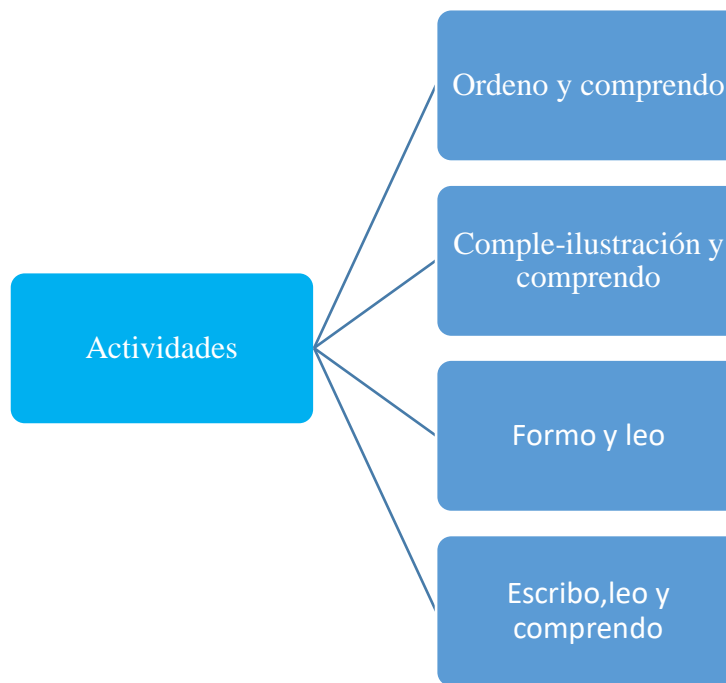 Actividades
Ordeno y comprendo
Comple-ilustración y
comprendo
Formo y leo
Escribo,leo y
comprendo